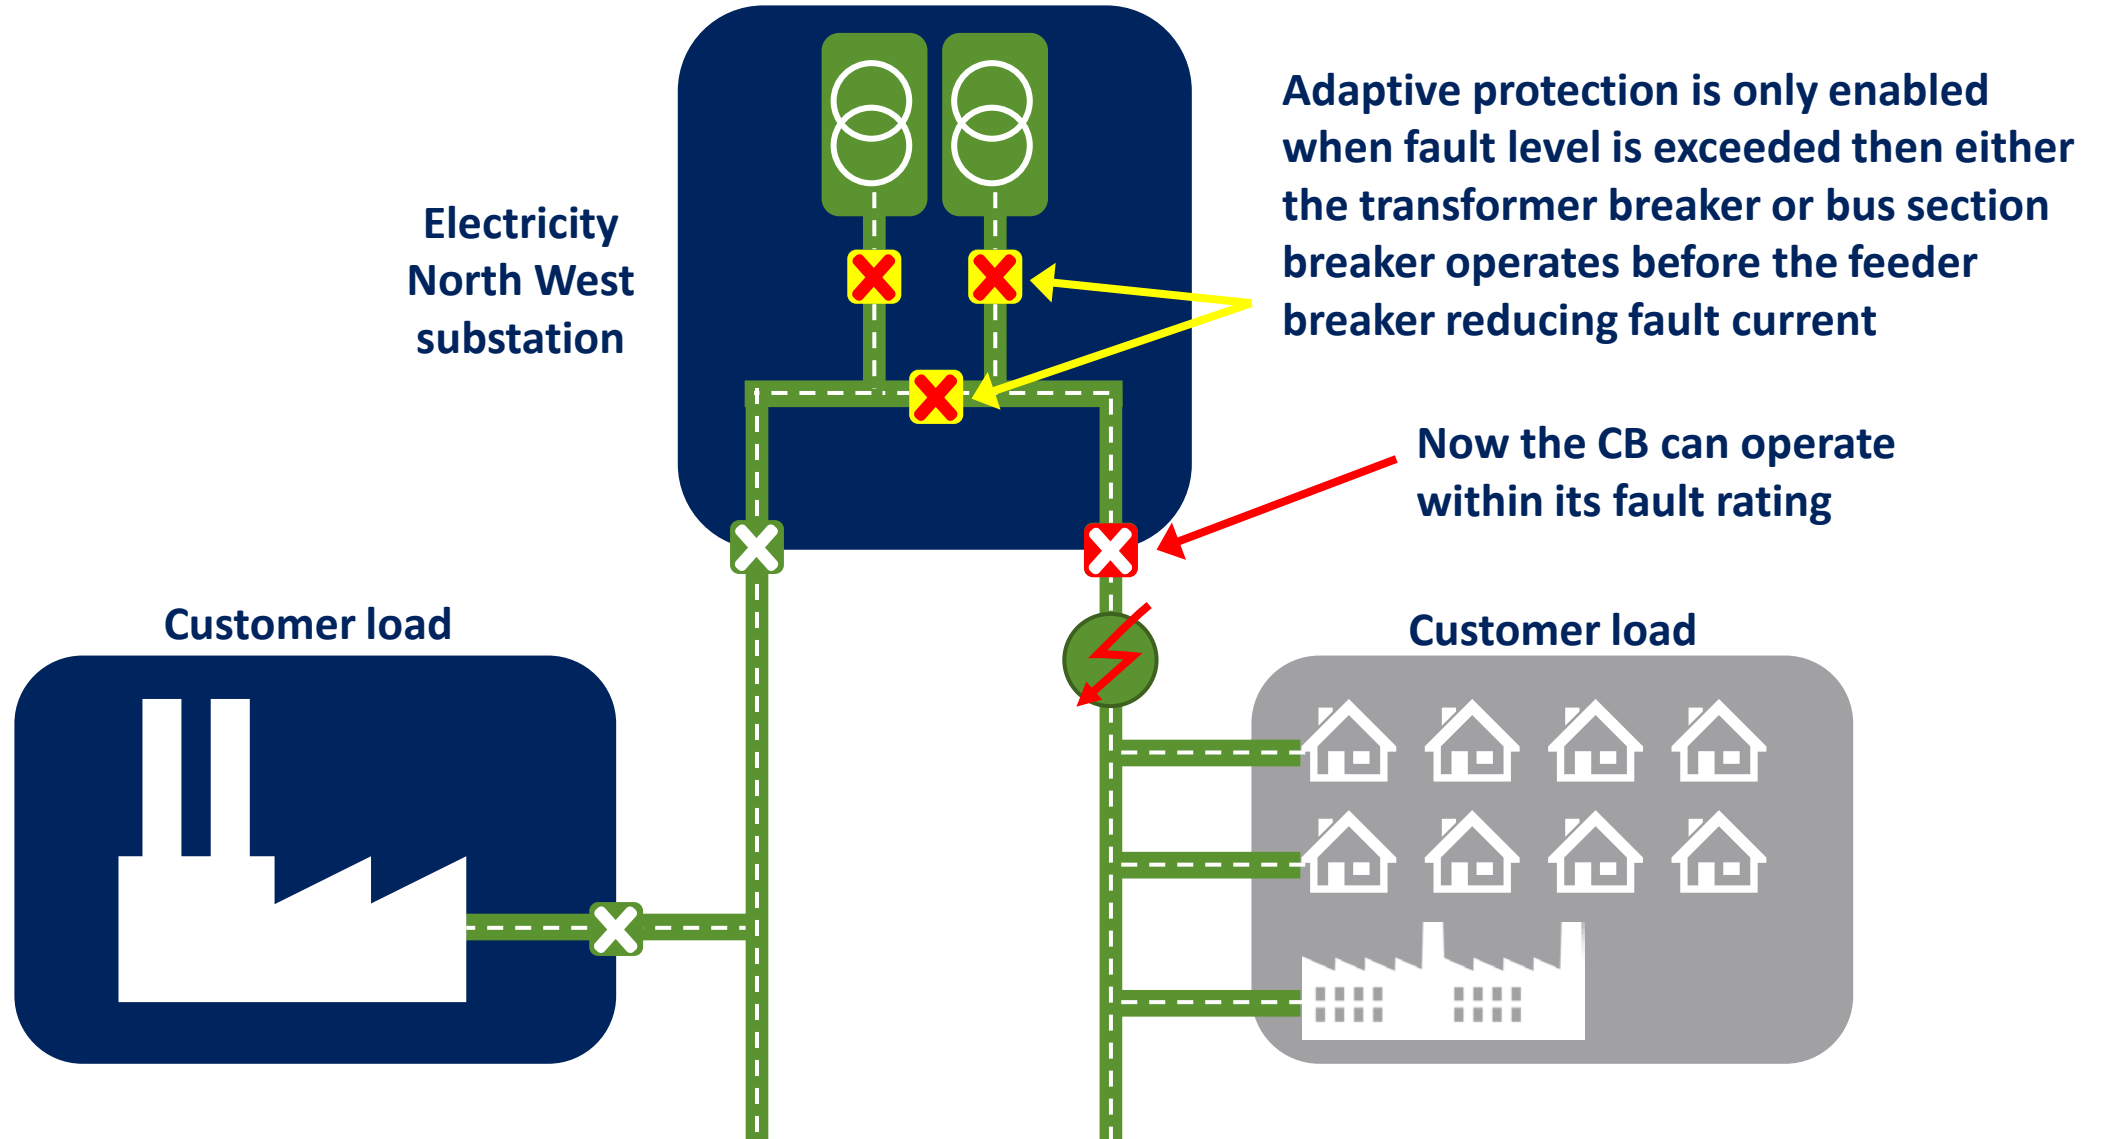 Adaptive protection is only enabled
when fault level is exceeded then either
the transformer breaker or bus section
breaker operates before the feeder
breaker reducing fault current
Electricity
North West
substation
Now the CB can operate
within its fault rating
Customer load
Customer load